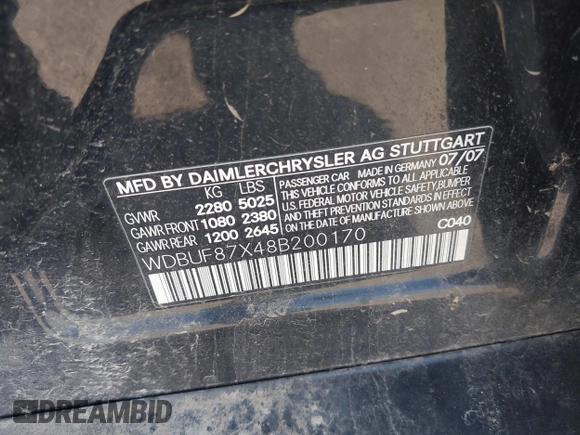 MFD BY DAIMLERCHRYSLER AG STUTTGART
KG LBS
GVWR 2280 5025
GAWR FRONT 1080 2380
GAWR REAR 1200 2645
PASSENGER CAR MADE IN GERMANY 07/07
THIS VEHICLE CONFORMS TO ALL APPLICABLE
U.S. FEDERAL MOTOR VEHICLE SAFETY, BUMPER
AND THEFT PREVENTION STANDARDS IN EFFECT
ON THE DATE OF MANUFACTURE SHOWN ABOVE.
WDBUF87X48B200170
C040
DREAMBID